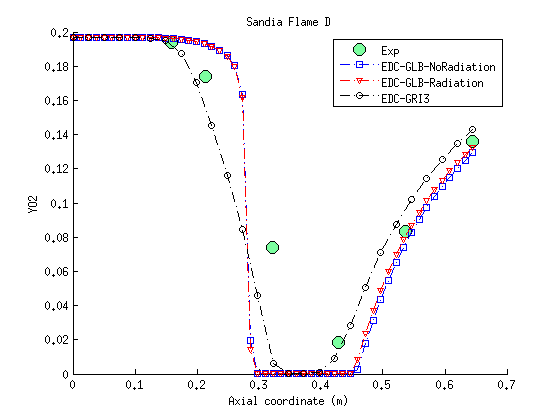 Sandia Flame D
0.2
0.18
0.16
0.14
0.12
0.1
0.08
0.06
0.04
0.02
0
YO2
Exp
EDC-GLB-NoRadiation
EDC-GLB-Radiation
EDC-GRI3
0 0.1 0.2 0.3 0.4 0.5 0.6 0.7
Axial coordinate (m)